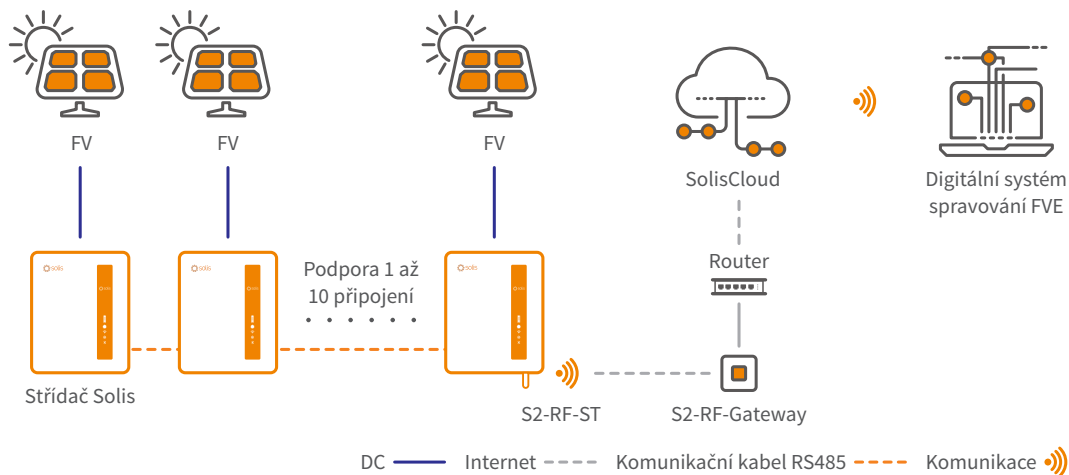 FV
FV
FV
SolisCloud
Digitální systém
spravování FVE
solis
solis
solis
Podpora 1 až
10 připojení
Router
Střídač Solis
S2-RF-ST
S2-RF-Gateway
DC
Internet
Komunikační kabel RS485
Komunikace